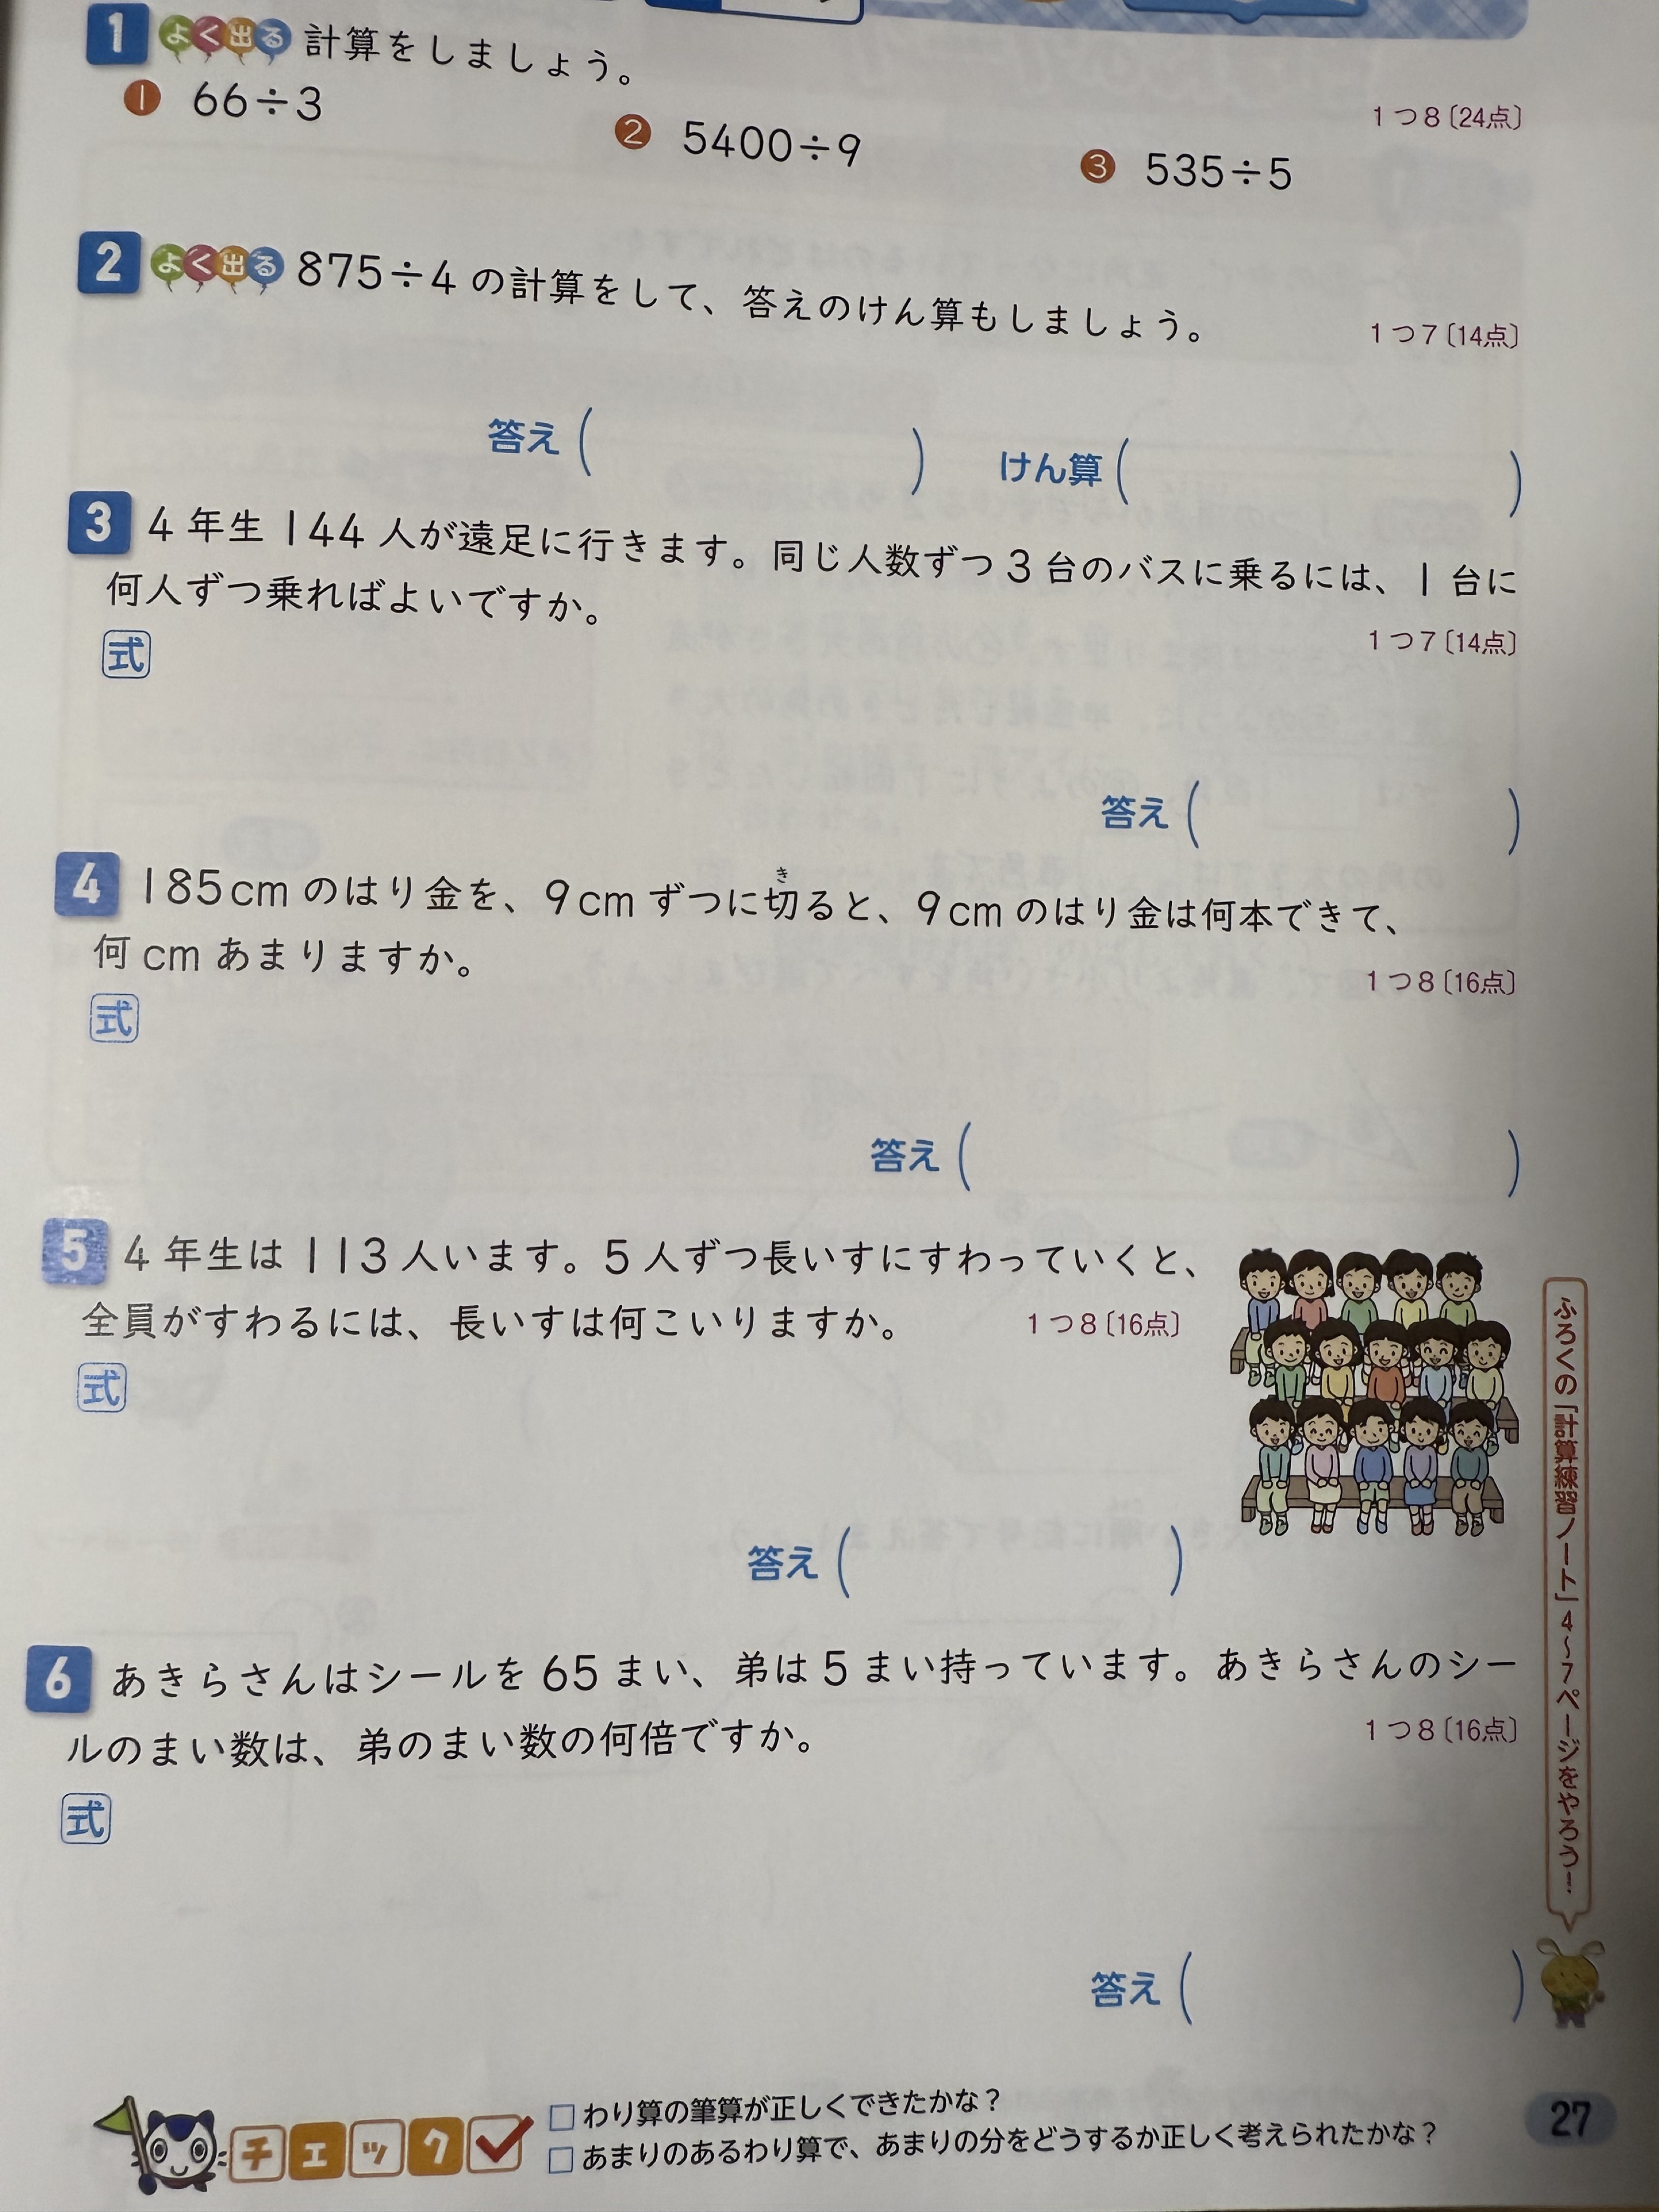 1 よく出る 計算をしましょう。
1つ8〔24点〕
❶ 66÷3 ❷ 5400÷9 ❸ 535÷5
2 よく出る 875÷4の計算をして、答えのけん算もしましょう。
1つ7〔14点〕
答え( ) けん算( )
3 4年生144人が遠足に行きます。同じ人数ずつ3台のバスに乗るには、1台に
何人ずつ乗ればよいですか。
1つ7〔14点〕
式
答え( )
4 185cmのはり金を、9cmずつに切ると、9cmのはり金は何本できて、
き
何cmあまりますか。
1つ8〔16点〕
式
答え( )
5 4年生は113人います。5人ずつ長いすにすわっていくと、
全員がすわるには、長いすは何こいりますか。 1つ8〔16点〕
式
答え( )
6 あきらさんはシールを65まい、弟は5まい持っています。あきらさんのシー
ルのまい数は、弟のまい数の何倍ですか。 1つ8〔16点〕
式
答え( )
ふろくの「計算練習ノート」4〜7ページをやろう!
チェック
□わり算の筆算が正しくできたかな?
□あまりのあるわり算で、あまりの分をどうするか正しく考えられたかな?
27